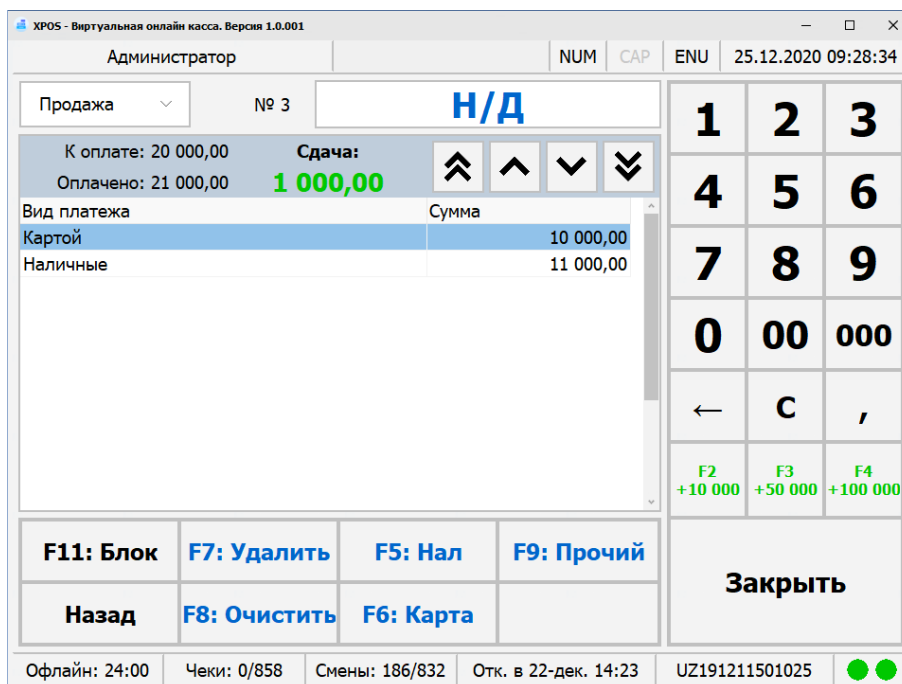 XPOS - Виртуальная онлайн касса. Версия 1.0.001
Администратор NUM CAP ENU 25.12.2020 09:28:34
Продажа № 3 Н/Д
К оплате: 20 000,00 Сдача:
Оплачено: 21 000,00 1 000,00
Вид платежа Сумма
Картой 10 000,00
Наличные 11 000,00
1 2 3
4 5 6
7 8 9
0 00 000
← C ,
F2 F3 F4
+10 000 +50 000 +100 000
F11: Блок F7: Удалить F5: Нал F9: Прочий
Назад F8: Очистить F6: Карта
Закрыть
Офлайн: 24:00 Чеки: 0/858 Смены: 186/832 Отк. в 22-дек. 14:23 UZ191211501025